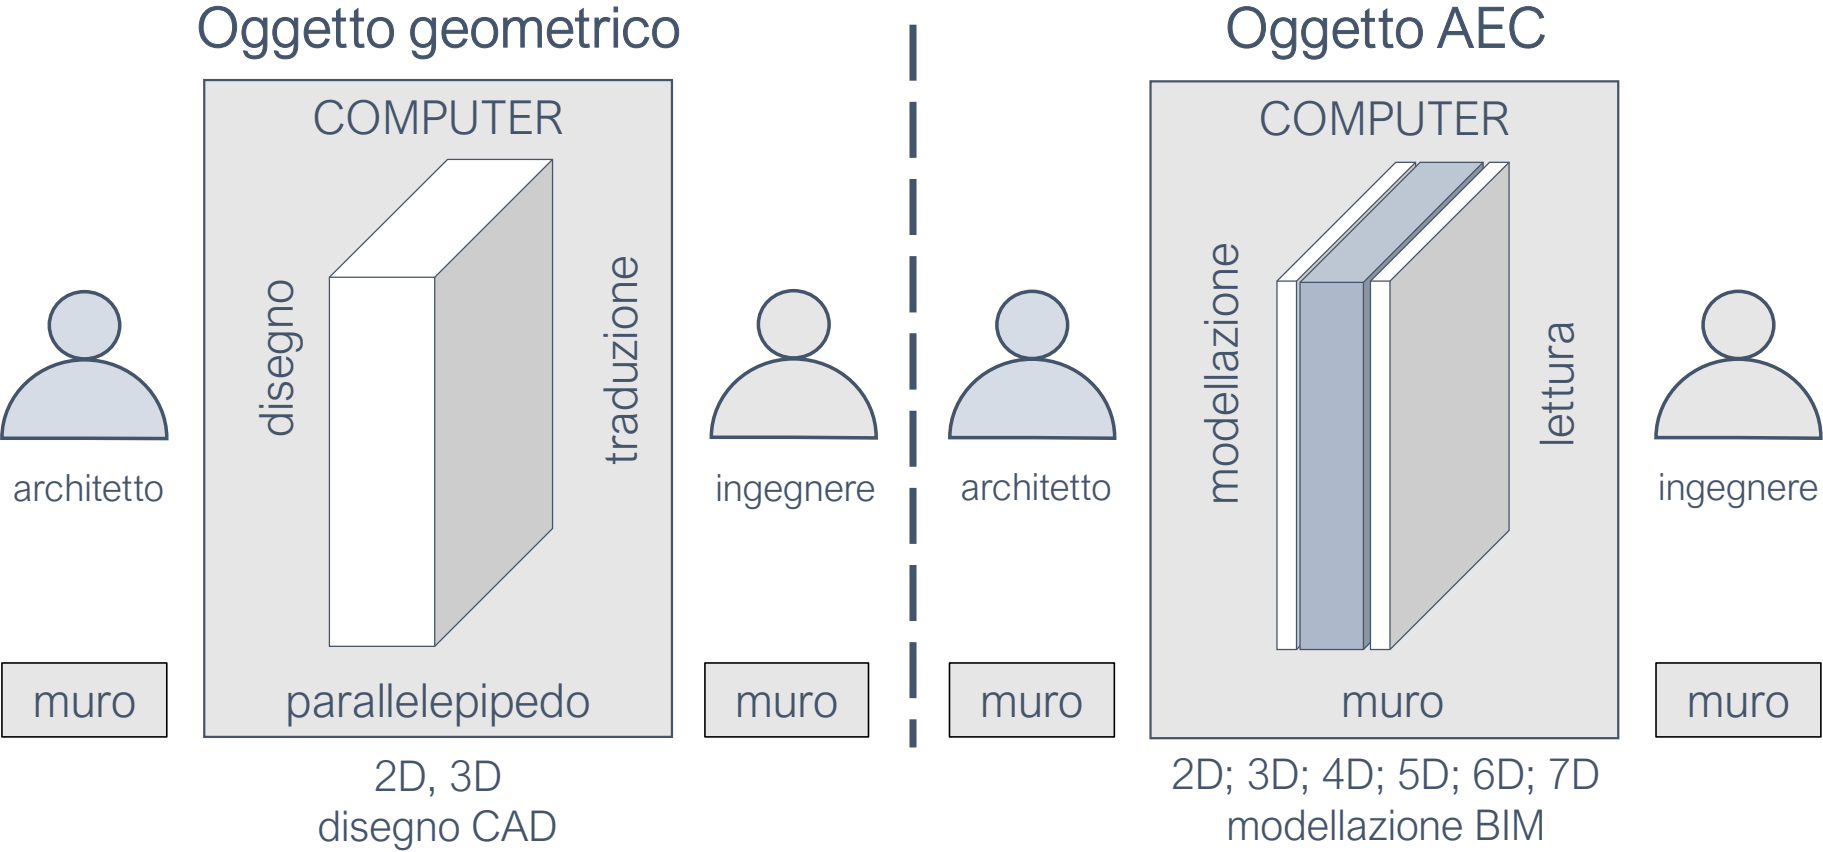 Oggetto geometrico
COMPUTER
disegno
traduzione
architetto
ingegnere
muro
parallelepipedo
muro
2D, 3D
disegno CAD
Oggetto AEC
COMPUTER
modellazione
lettura
architetto
ingegnere
muro
muro
muro
2D; 3D; 4D; 5D; 6D; 7D
modellazione BIM